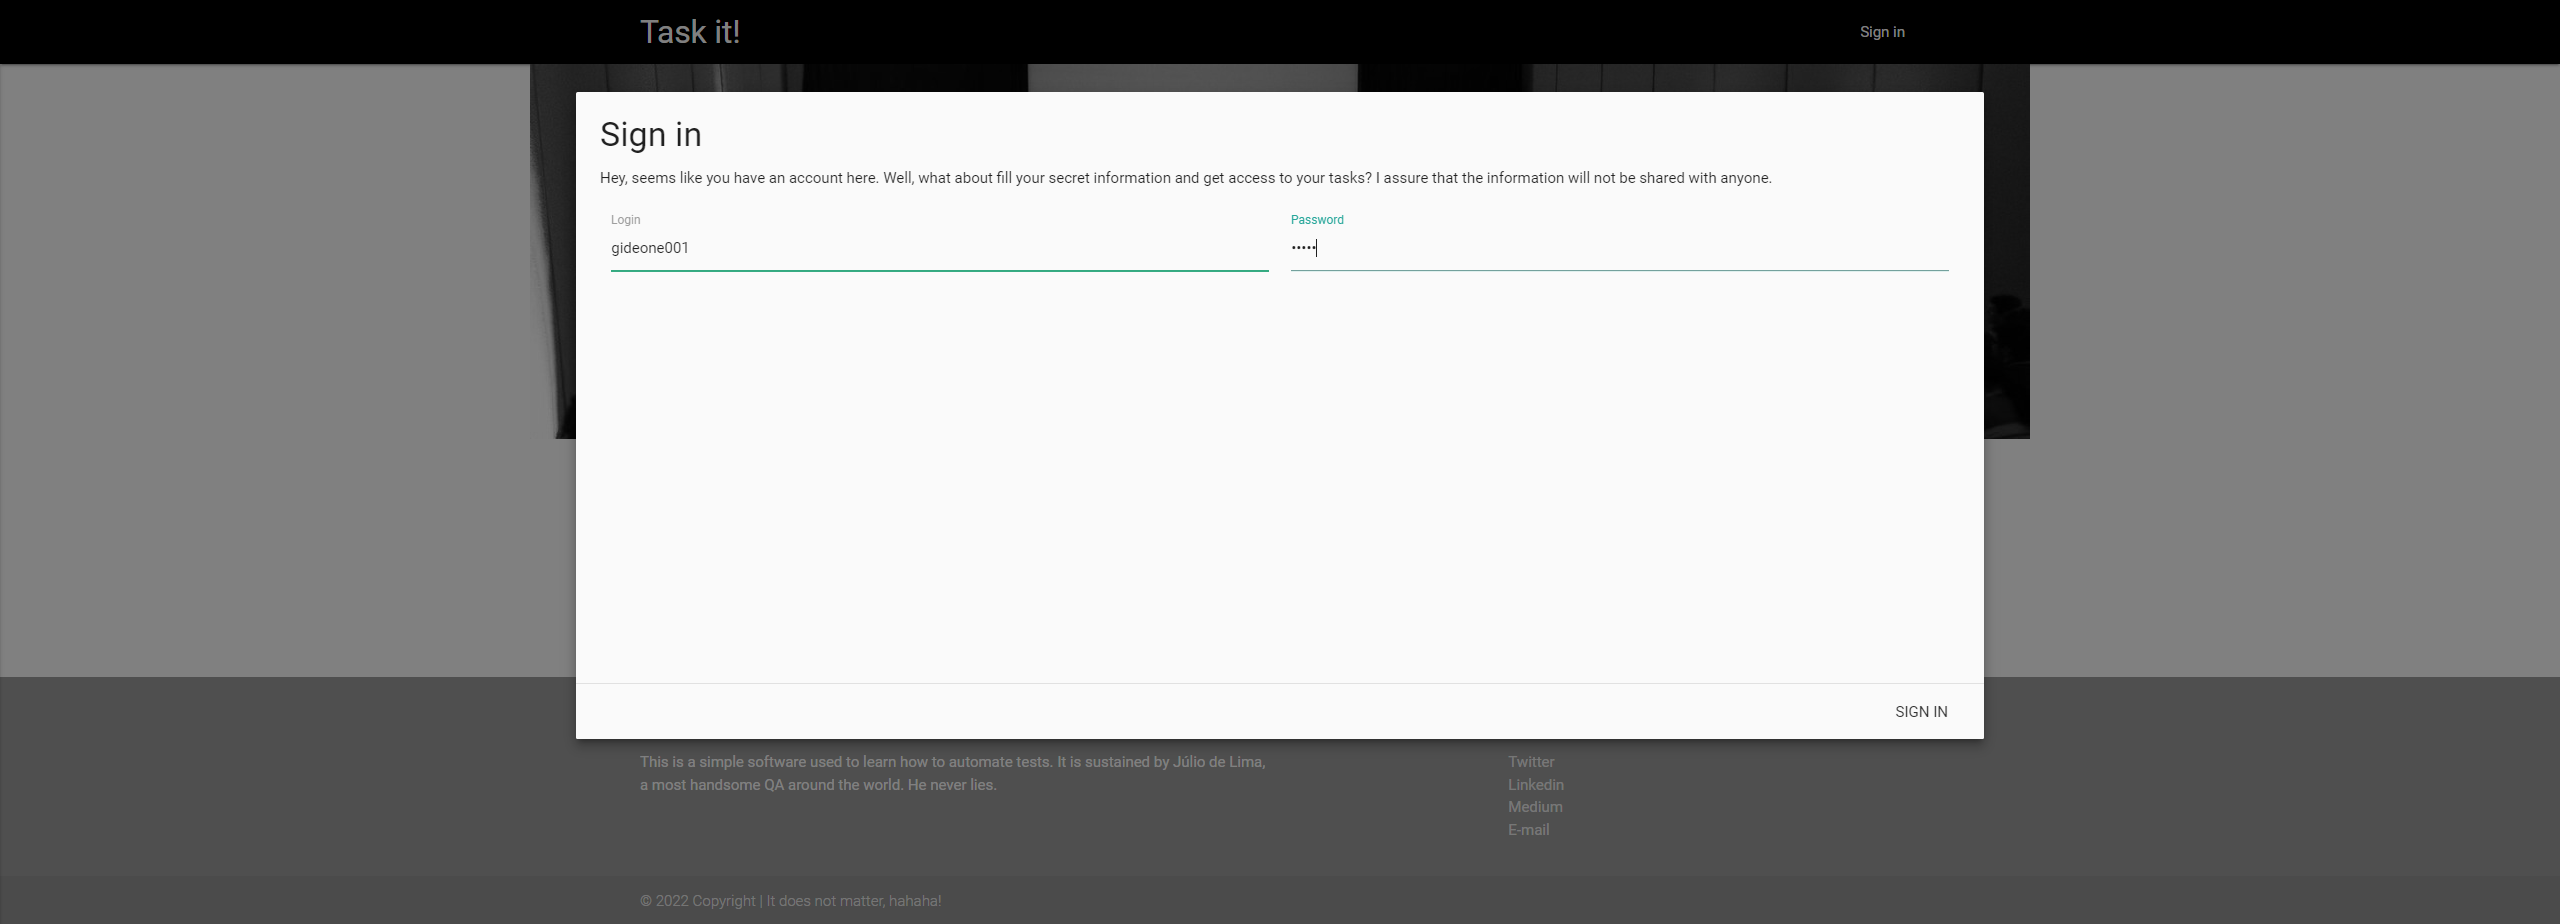 Task it!
Sign in
Sign in
Hey, seems like you have an account here. Well, what about fill your secret information and get access to your tasks? I assure that the information will not be shared with anyone.
Login
Password
gideone001
•••••
SIGN IN
This is a simple software used to learn how to automate tests. It is sustained by Júlio de Lima,
a most handsome QA around the world. He never lies.
Twitter
Linkedin
Medium
E-mail
© 2022 Copyright | It does not matter, hahaha!